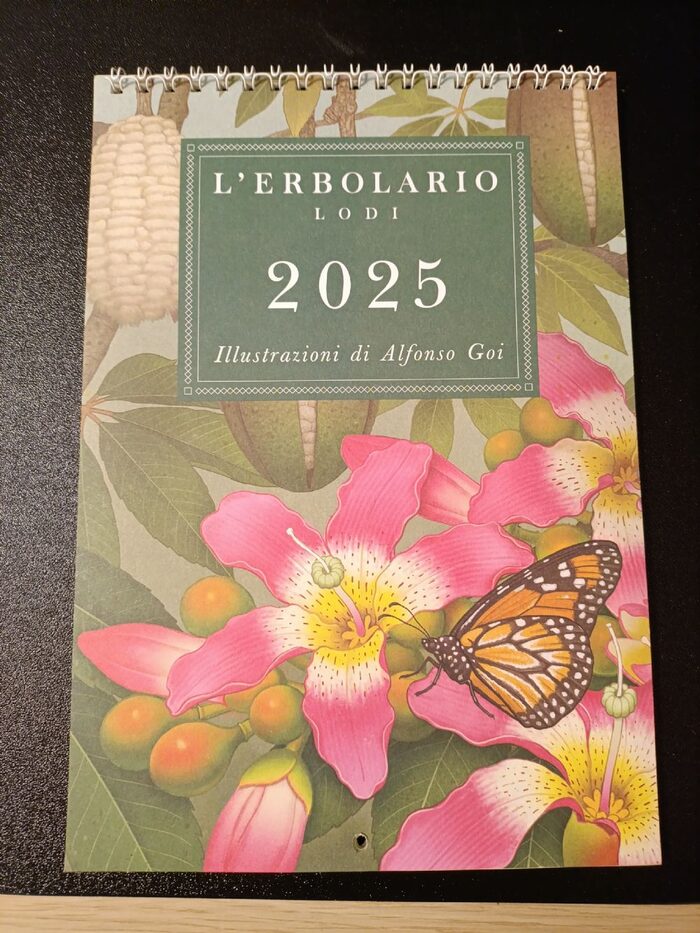 L'ERBOLARIO
LODI
2025
Illustrazioni di Alfonso Goi